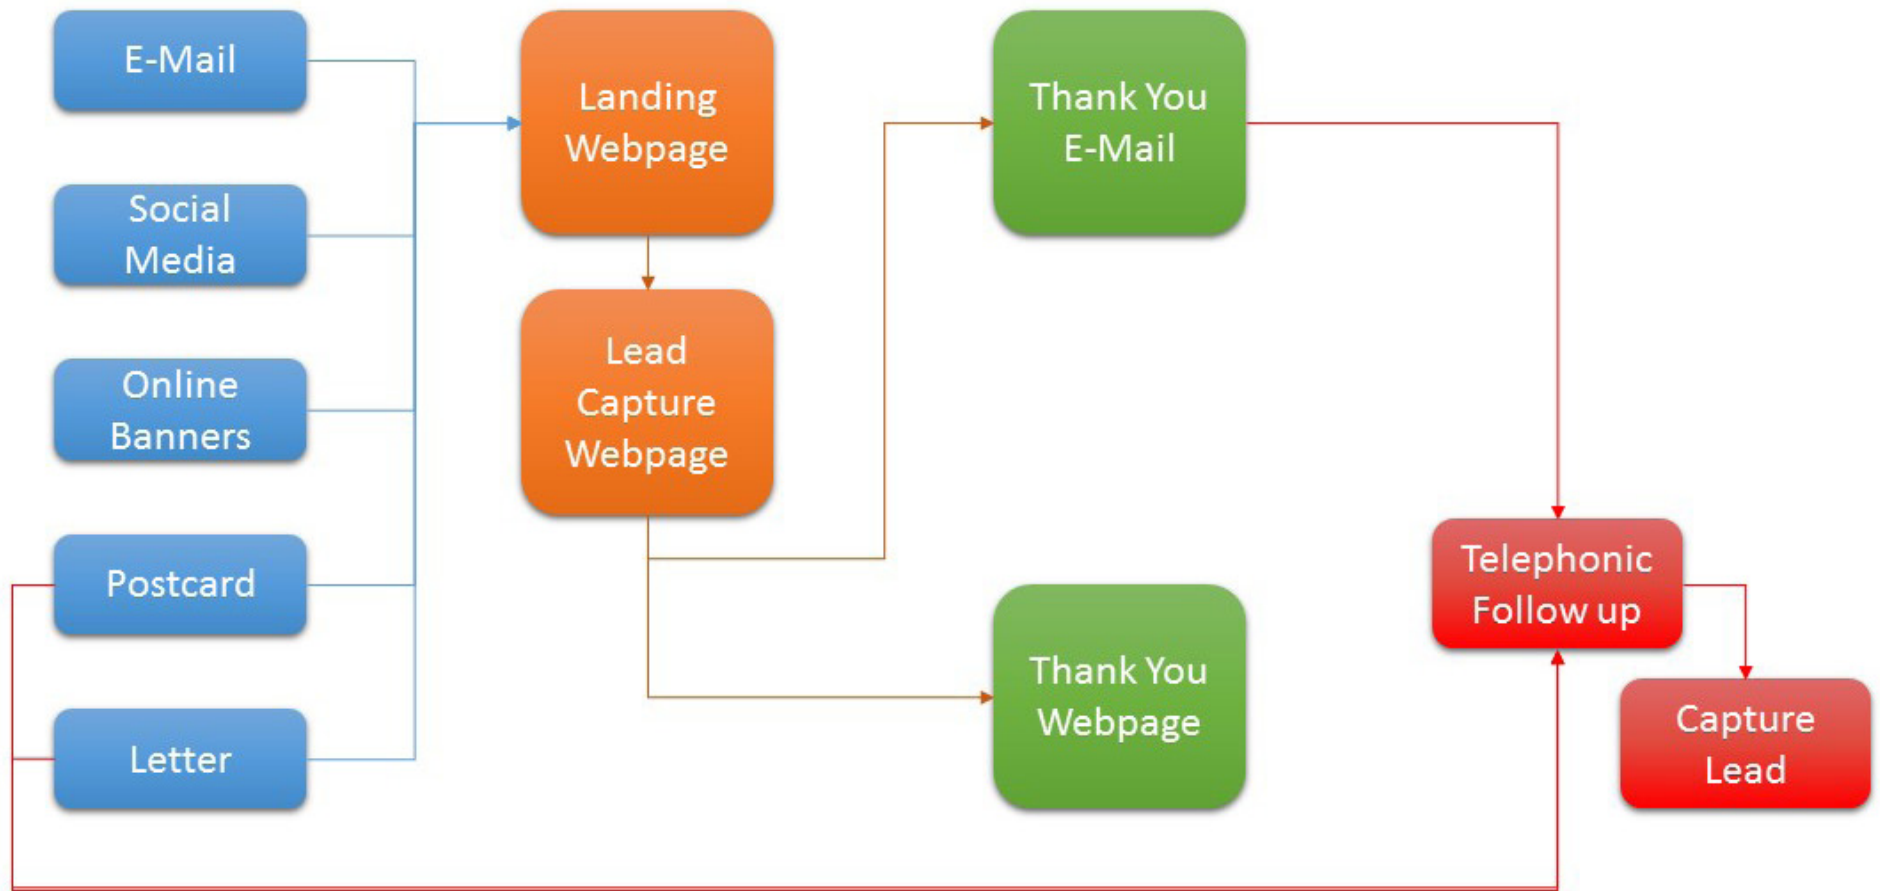 E-Mail
Social
Media
Online
Banners
Postcard
Letter
Landing
Webpage
Lead
Capture
Webpage
Thank You
E-Mail
Thank You
Webpage
Telephonic
Follow up
Capture
Lead